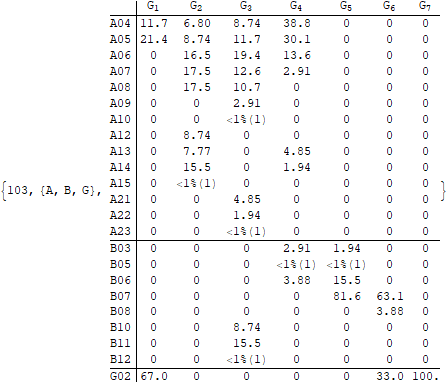 G₁ G₂ G₃ G₄ G₅ G₆ G₇
A04 11.7 6.80 8.74 38.8 0 0 0
A05 21.4 8.74 11.7 30.1 0 0 0
A06 0 16.5 19.4 13.6 0 0 0
A07 0 17.5 12.6 2.91 0 0 0
A08 0 17.5 10.7 0 0 0 0
A09 0 0 2.91 0 0 0 0
A10 0 0 <1%(1) 0 0 0 0
A12 0 8.74 0 0 0 0 0
A13 0 7.77 0 4.85 0 0 0
A14 0 15.5 0 1.94 0 0 0
{103, {A, B, G}, A15 0 <1%(1) 0 0 0 0 0 }
A21 0 0 4.85 0 0 0 0
A22 0 0 1.94 0 0 0 0
A23 0 0 <1%(1) 0 0 0 0
B03 0 0 0 2.91 1.94 0 0
B05 0 0 0 <1%(1) <1%(1) 0 0
B06 0 0 0 3.88 15.5 0 0
B07 0 0 0 0 81.6 63.1 0
B08 0 0 0 0 0 3.88 0
B10 0 0 8.74 0 0 0 0
B11 0 0 15.5 0 0 0 0
B12 0 0 <1%(1) 0 0 0 0
G02 67.0 0 0 0 0 33.0 100.